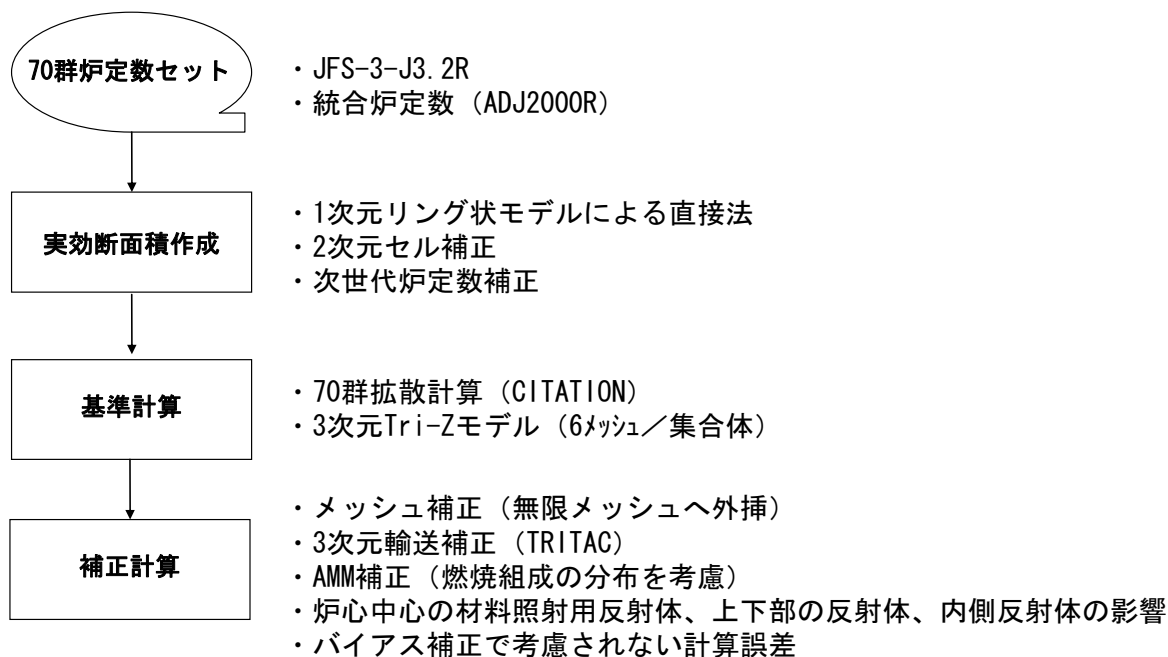 70群炉定数セット
・JFS-3-J3.2R
・統合炉定数（ADJ2000R）
実効断面積作成
・1次元リング状モデルによる直接法
・2次元セル補正
・次世代炉定数補正
基準計算
・70群拡散計算（CITATION）
・3次元Tri-Zモデル（6ﾒｯｼｭ／集合体）
補正計算
・メッシュ補正（無限メッシュへ外挿）
・3次元輸送補正（TRITAC）
・AMM補正（燃焼組成の分布を考慮）
・炉心中心の材料照射用反射体、上下部の反射体、内側反射体の影響
・バイアス補正で考慮されない計算誤差